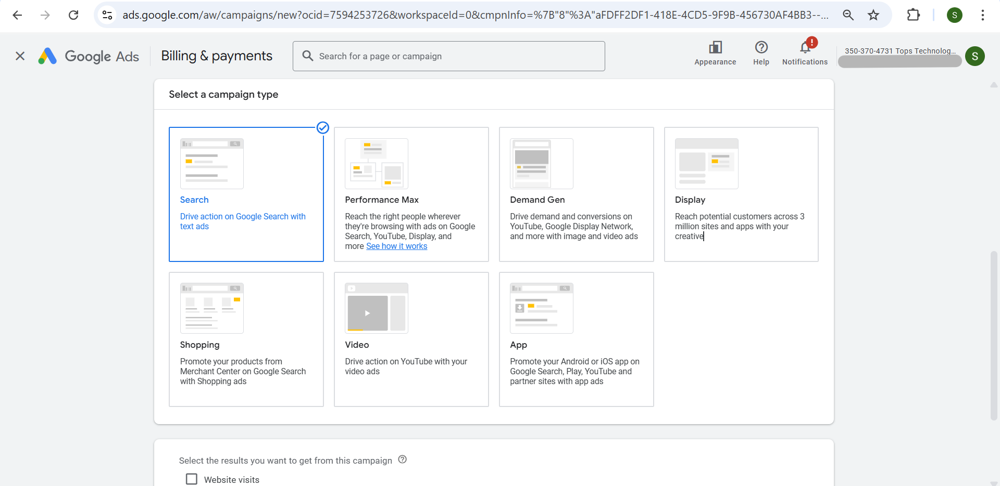 ads.google.com/aw/campaigns/new?ocid=7594253726&workspaceId=0&cmpnInfo=%7B"8"%3A"aFDFF2DF1-418E-4CD5-9F9B-456730AF4BB3--...
S
Google Ads
Billing & payments
Search for a page or campaign
Appearance
Help
!
Notifications
350-370-4731 Tops Technolog...
S
Select a campaign type
Search
Drive action on Google Search with
text ads
Performance Max
Reach the right people wherever
they're browsing with ads on Google
Search, YouTube, Display, and
more See how it works
Demand Gen
Drive demand and conversions on
YouTube, Google Display Network,
and more with image and video ads
Display
Reach potential customers across 3
million sites and apps with your
creative
Shopping
Promote your products from
Merchant Center on Google Search
with Shopping ads
Video
Drive action on YouTube with your
video ads
App
Promote your Android or iOS app on
Google Search, Play, YouTube and
partner sites with app ads
Select the results you want to get from this campaign
Website visits